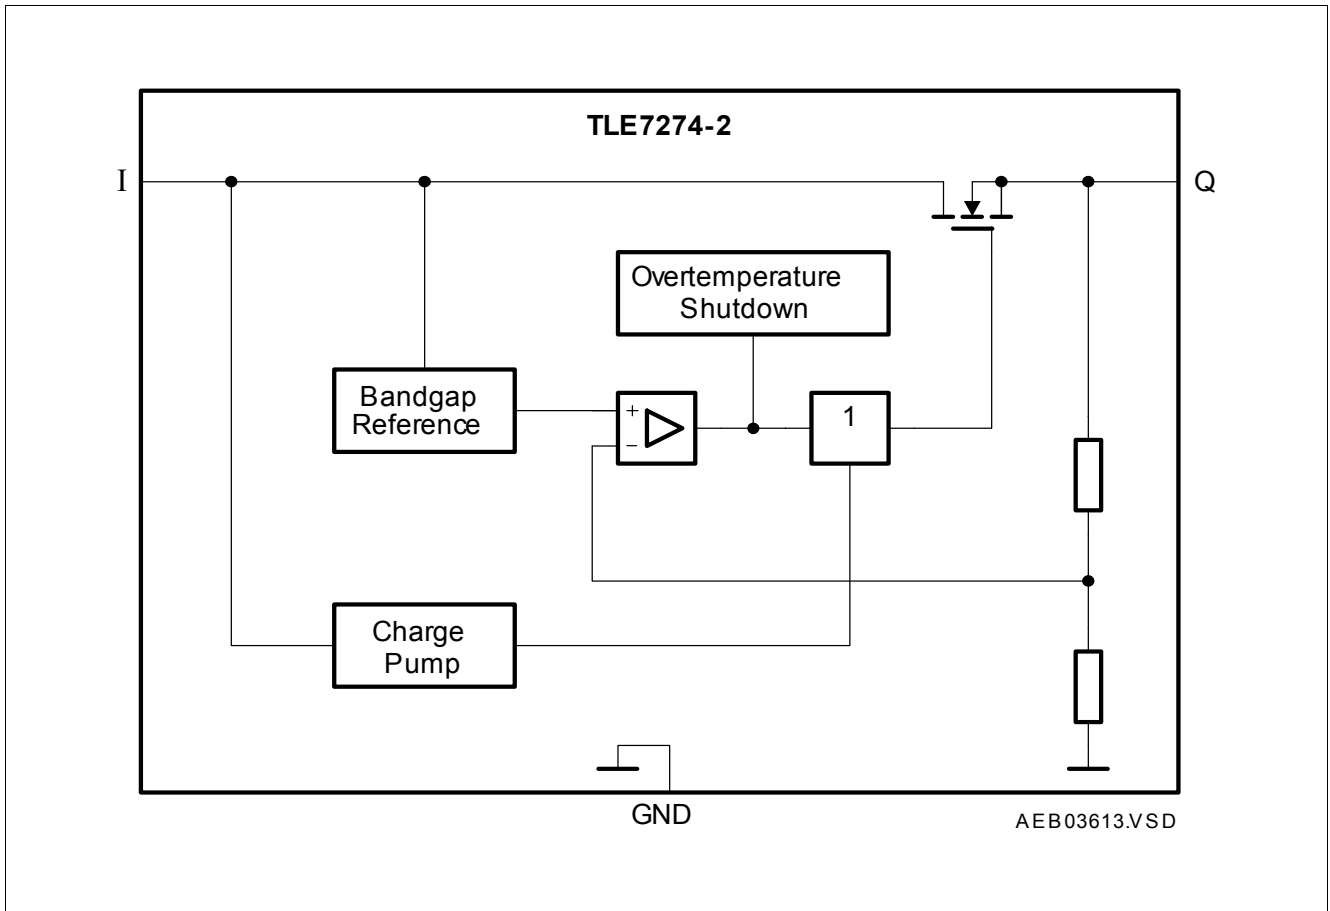 TLE7274-2
I
Q
Overtemperature
Shutdown
Bandgap
Reference
+
−
1
Charge
Pump
GND
AEB03613.VSD